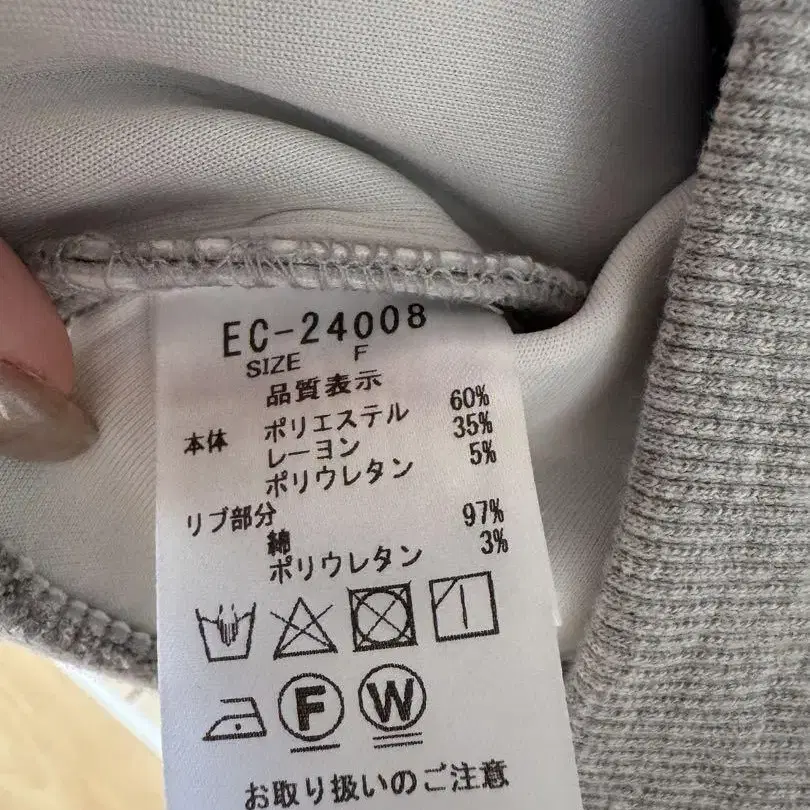 EC-24008
SIZE F
品質表示
本体 ポリエステル 60%
レーヨン 35%
ポリウレタン 5%
リブ部分
綿 97%
ポリウレタン 3%
F W
お取り扱いのご注意